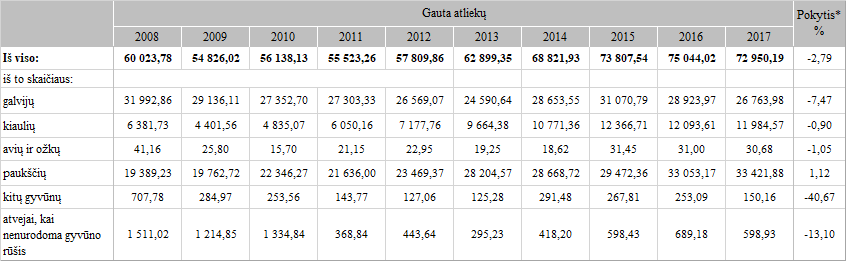 Gauta atliekų Pokytis*
2008 2009 2010 2011 2012 2013 2014 2015 2016 2017 %
Iš viso: 60 023,78 54 826,02 56 138,13 55 523,26 57 809,86 62 899,35 68 821,93 73 807,54 75 044,02 72 950,19 -2,79
iš to skaičiaus:
galvijų 31 992,86 29 136,11 27 352,70 27 303,33 26 569,07 24 590,64 28 653,55 31 070,79 28 923,97 26 763,98 -7,47
kiaulių 6 381,73 4 401,56 4 835,07 6 050,16 7 177,76 9 664,38 10 771,36 12 366,71 12 093,61 11 984,57 -0,90
avių ir ožkų 41,16 25,80 15,70 21,15 22,95 19,25 18,62 31,45 31,00 30,68 -1,05
paukščių 19 389,23 19 762,72 22 346,27 21 636,00 23 469,37 28 204,57 28 668,72 29 472,36 33 053,17 33 421,88 1,12
kitų gyvūnų 707,78 284,97 253,56 143,77 127,06 125,28 291,48 267,81 253,09 150,16 -40,67
atvejai, kai
nenurodoma gyvūno 1 511,02 1 214,85 1 334,84 368,84 443,64 295,23 418,20 598,43 689,18 598,93 -13,10
rūšis